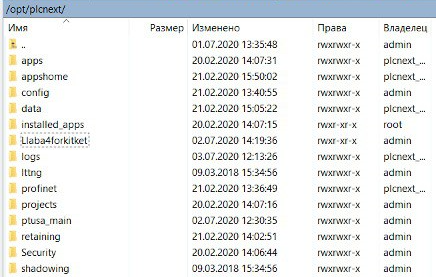 /opt/plcnext/
Имя Размер Изменено Права Владелец
.. 01.07.2020 13:35:48 rwxrwxr-x admin
apps 20.02.2020 14:07:31 rwxrwxr-x plcnext_...
appshome 21.02.2020 15:50:02 rwxrwxr-x plcnext_...
config 21.02.2020 13:40:55 rwxrwxr-x admin
data 21.02.2020 15:05:22 rwxrwxr-x plcnext_...
installed_apps 20.02.2020 14:07:15 rwxr-xr-x root
Llaba4forkitket 02.07.2020 14:19:36 rwxr-xr-x admin
logs 03.07.2020 12:13:26 rwxrwxr-x plcnext_...
lttng 09.03.2018 15:34:56 rwxrwxr-x admin
profinet 21.02.2020 13:36:49 rwxrwxr-x plcnext_...
projects 20.02.2020 14:07:16 rwxrwxr-x admin
ptusa_main 02.07.2020 12:30:35 rwxrwxr-x admin
retaining 21.02.2020 14:02:51 rwxrwxr-x admin
Security 20.02.2020 14:06:44 rwxrwxr-x admin
shadowing 09.03.2018 15:34:56 rwxrwxr-x admin